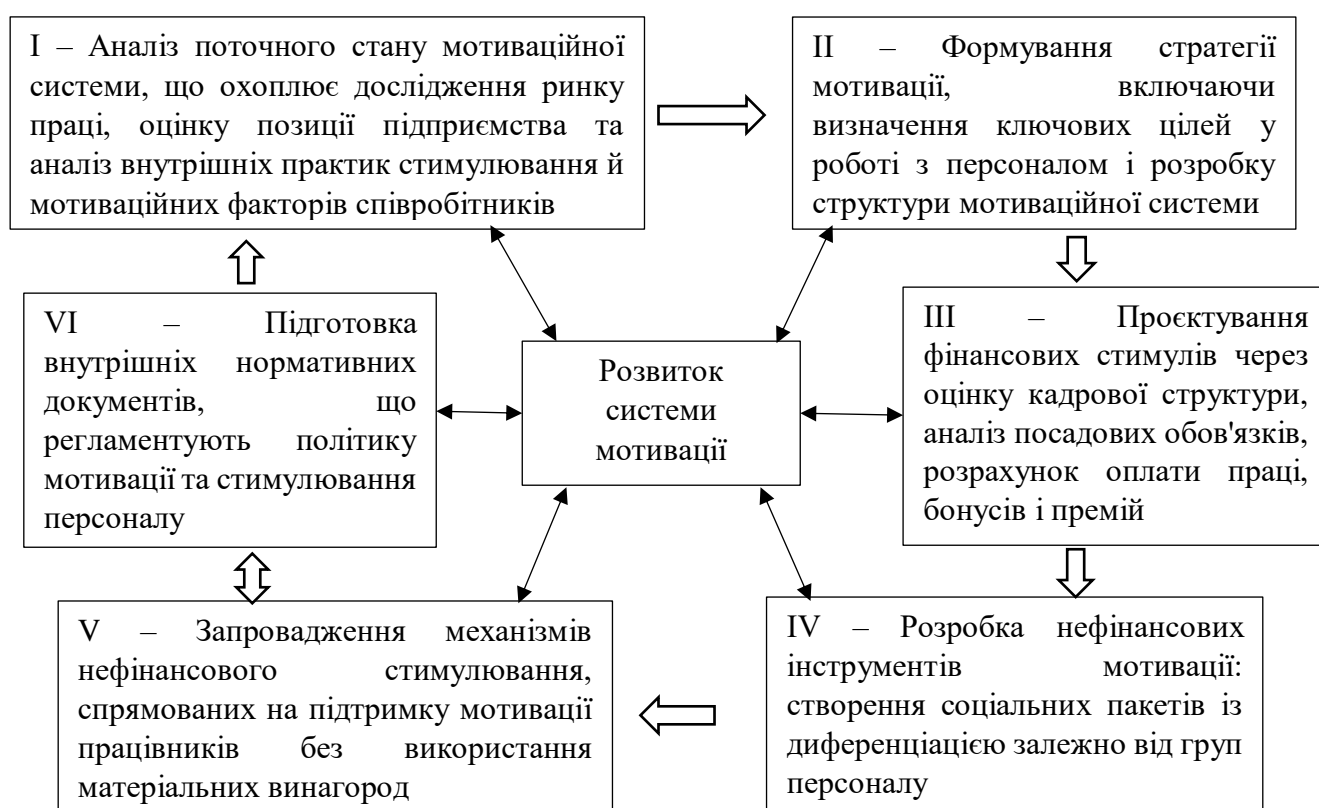 І – Аналіз поточного стану мотиваційної
системи, що охоплює дослідження ринку
праці, оцінку позиції підприємства та
аналіз внутрішніх практик стимулювання й
мотиваційних факторів співробітників
ІІ – Формування стратегії
мотивації, включаючи
визначення ключових цілей у
роботі з персоналом і розробку
структури мотиваційної системи
VI – Підготовка
внутрішніх нормативних
документів, що
регламентують політику
мотивації та стимулювання
персоналу
Розвиток
системи
мотивації
ІІІ – Проєктування
фінансових стимулів через
оцінку кадрової структури,
аналіз посадових обов'язків,
розрахунок оплати праці,
бонусів і премій
V – Запровадження механізмів
нефінансового стимулювання,
спрямованих на підтримку мотивації
працівників без використання
матеріальних винагород
IV – Розробка нефінансових
інструментів мотивації:
створення соціальних пакетів із
диференціацією залежно від груп
персоналу